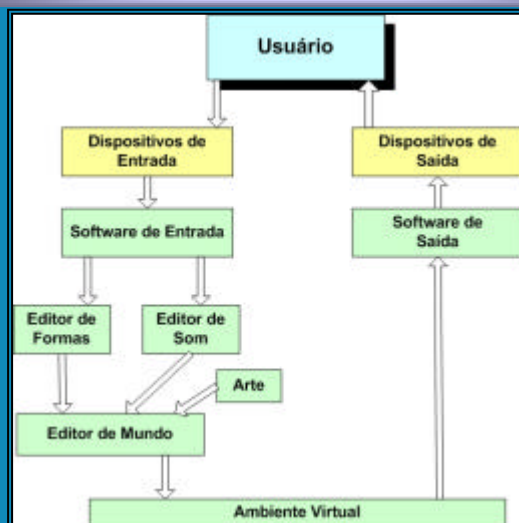 Usuário
Dispositivos de
Entrada
Dispositivos de
Saída
Software de Entrada
Software de
Saída
Editor de
Formas
Editor de
Som
Arte
Editor de Mundo
Ambiente Virtual